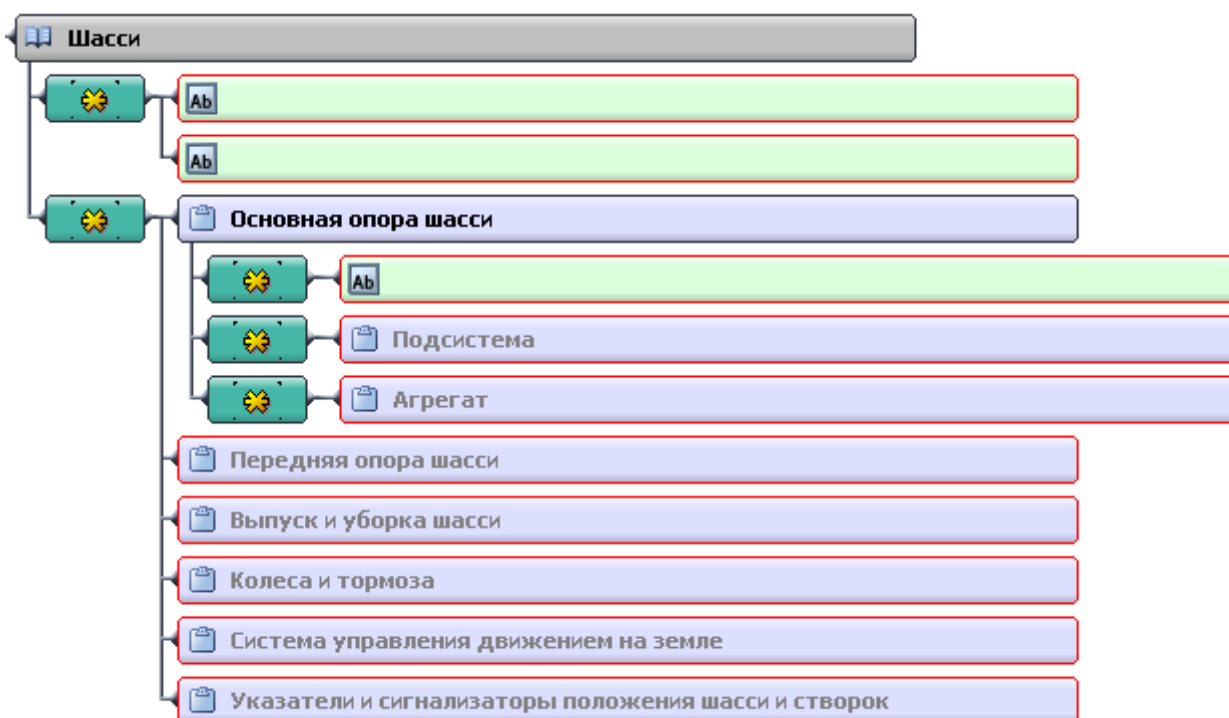 Шасси
Ab
Ab
Основная опора шасси
Ab
Подсистема
Агрегат
Передняя опора шасси
Выпуск и уборка шасси
Колеса и тормоза
Система управления движением на земле
Указатели и сигнализаторы положения шасси и створок